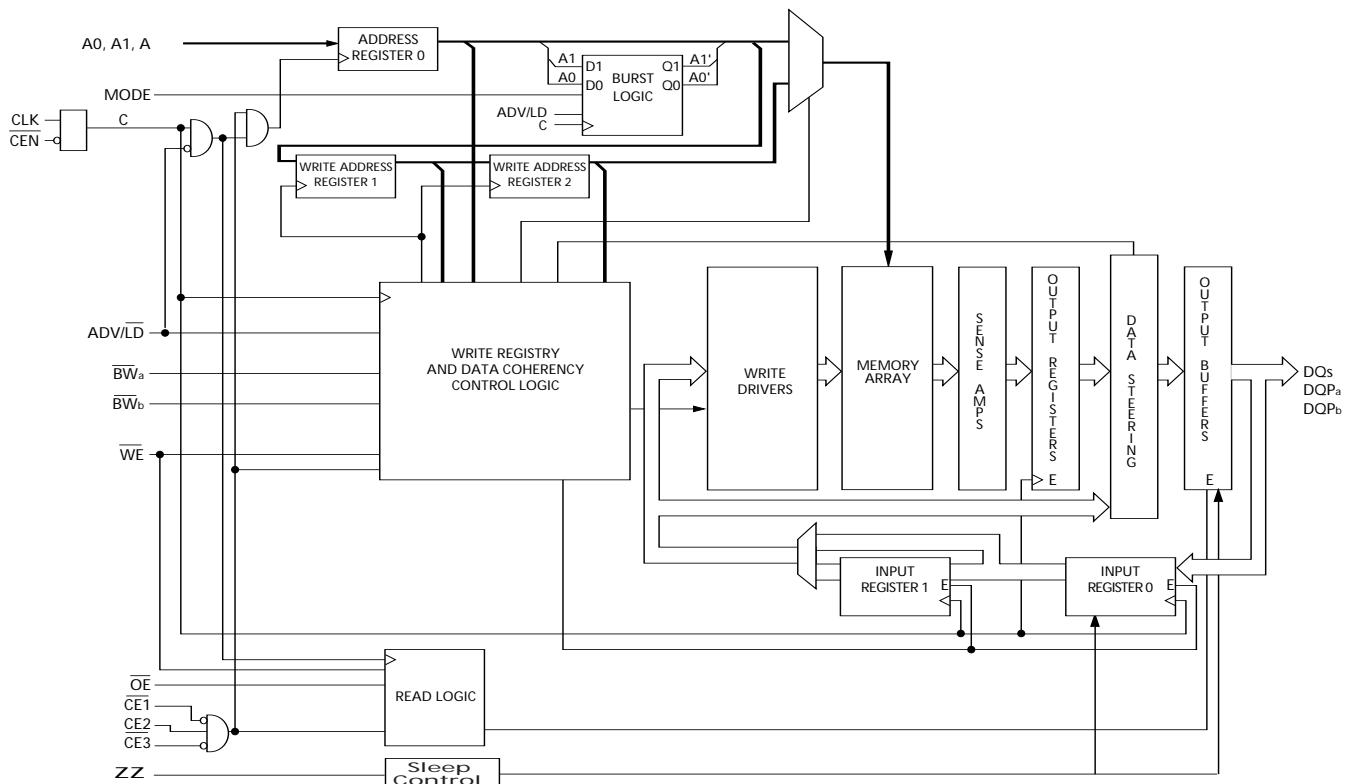 A0, A1, A
ADDRESS
REGISTER 0
MODE
CLK
CEN
C
A1
A0
D1
D0
BURST
LOGIC
Q1
Q0
A1'
A0'
ADV/LD
C
WRITE ADDRESS
REGISTER 1
WRITE ADDRESS
REGISTER 2
ADV/LD
BWa
BWb
WE
WRITE REGISTRY
AND DATA COHERENCY
CONTROL LOGIC
WRITE
DRIVERS
MEMORY
ARRAY
SENSE AMPS
OUTPUT REGISTERS
E
DATA STEERING
OUTPUT BUFFERS
E
DQs
DQPa
DQPb
INPUT
REGISTER 1
E
INPUT
REGISTER 0
E
OE
CE1
CE2
CE3
READ LOGIC
ZZ
Sleep
Control